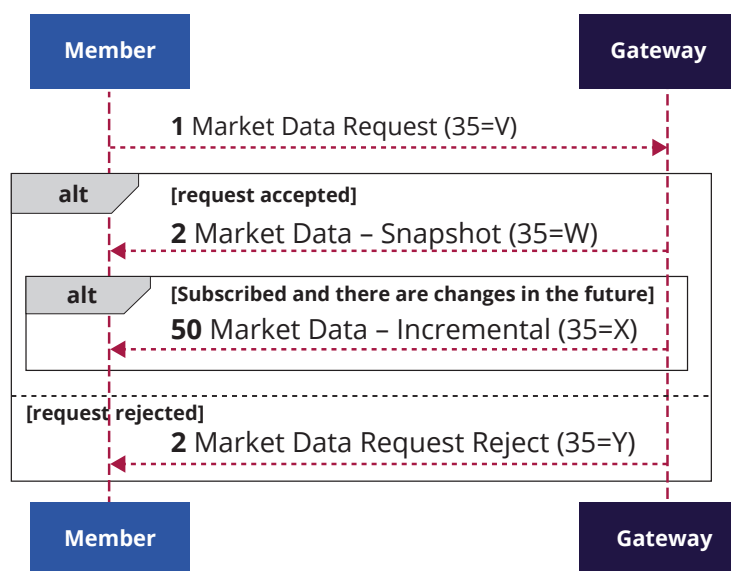 Member Gateway
1 Market Data Request (35=V)
alt [request accepted]
2 Market Data – Snapshot (35=W)
alt [Subscribed and there are changes in the future]
50 Market Data – Incremental (35=X)
[request rejected]
2 Market Data Request Reject (35=Y)
Member Gateway